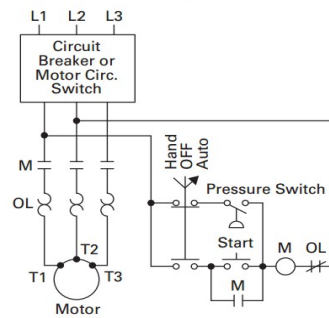 L1 L2 L3
Circuit
Breaker or
Motor Circ.
Switch
Hand
OFF
Auto
M
Pressure Switch
OL
Start
M OL
T2
T1 T3
M
Motor